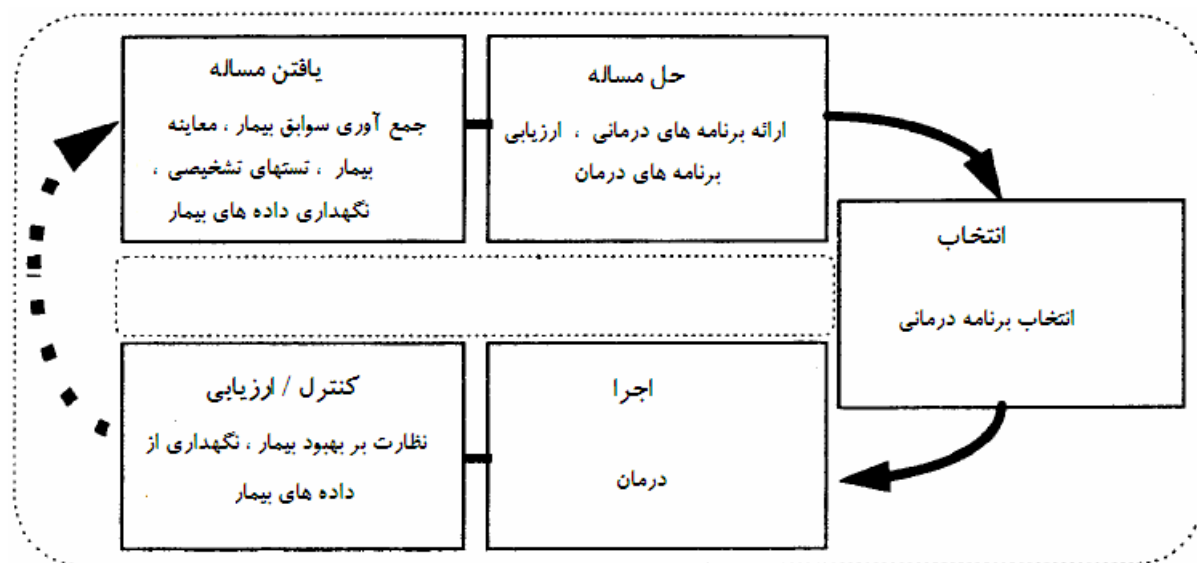 یافتن مساله
جمع آوری سوابق بیمار ، معاینه
بیمار ، تستهای تشخیصی ،
نگهداری داده های بیمار
حل مساله
ارائه برنامه های درمانی ، ارزیابی
برنامه های درمان
انتخاب
انتخاب برنامه درمانی
اجرا
درمان
کنترل / ارزیابی
نظارت بر بهبود بیمار ، نگهداری از
داده های بیمار